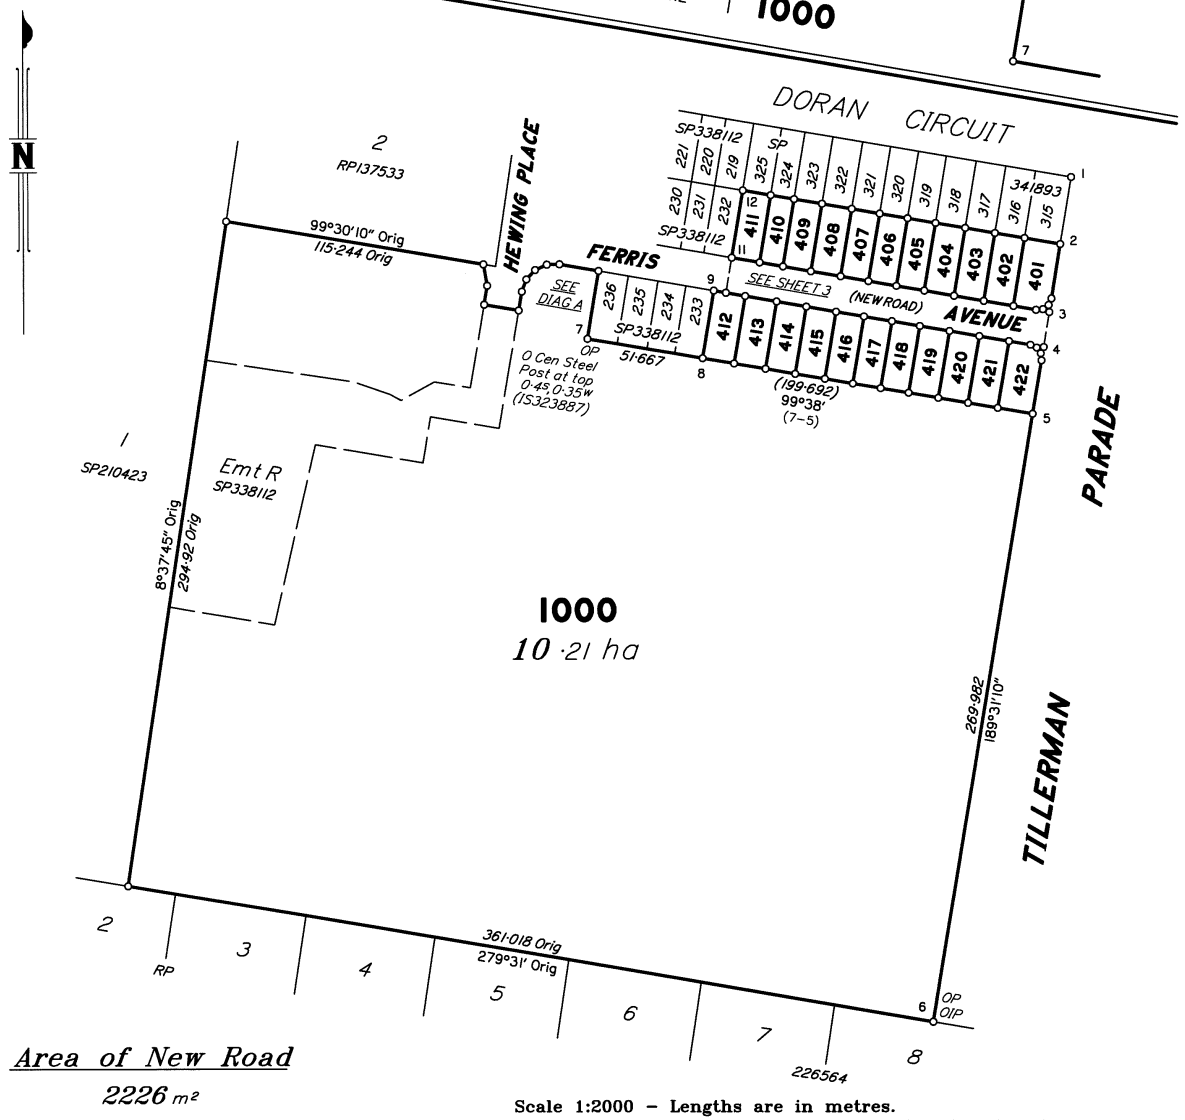 1000
7
DORAN CIRCUIT
N
2
RP137533
HEWING PLACE
SP338112
221
220
219
SP
325
324
323
322
321
320
319
318
317
316
315
341893
1
230
231
232
SP338112
12
11
411
410
409
408
407
406
405
404
403
402
401
2
3
99°30'10" Orig
115·244 Orig
FERRIS
AVENUE
SEE SHEET 3
(NEW ROAD)
SEE
DIAG A
236
235
234
233
SP338112
9
412
413
414
415
416
417
418
419
420
421
422
4
5
7
OP
51·667
8
O Cen Steel
Post at top
0·4s,0·35w
(IS323887)
(199·692)
99°38'
(7-5)
PARADE
TILLERMAN
1
SP210423
Emt R
SP338112
8°37'45" Orig
294·92 Orig
1000
10·21 ha
269·982
189°31'10"
361·018 Orig
279°31' Orig
2
RP
3
4
5
6
7
226564
8
6
OP
OIP
Area of New Road
2226 m²
Scale 1:2000 – Lengths are in metres.